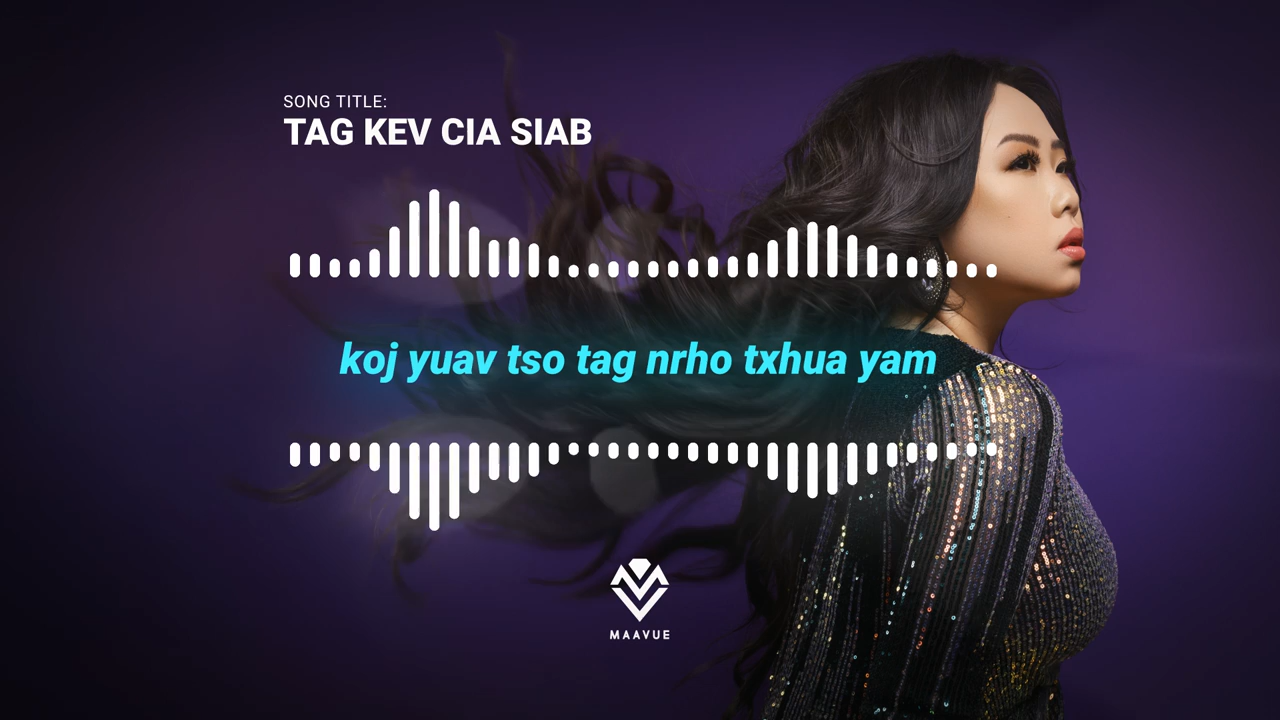 SONG TITLE:
TAG KEV CIA SIAB
koj yuav tso tag nrho txhua yam
MAAVUE